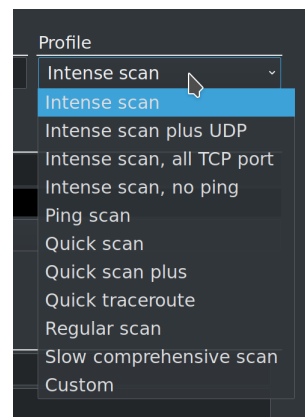 Profile
Intense scan
Intense scan
Intense scan plus UDP
Intense scan, all TCP port
Intense scan, no ping
Ping scan
Quick scan
Quick scan plus
Quick traceroute
Regular scan
Slow comprehensive scan
Custom